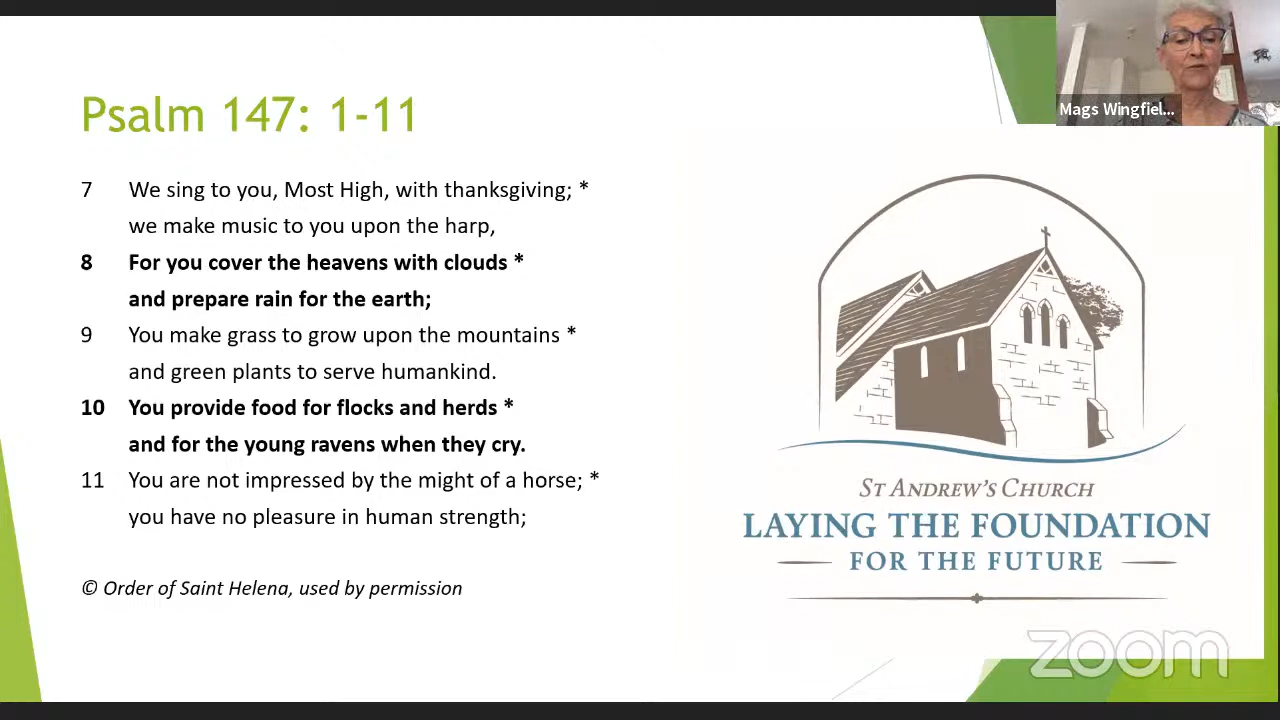 Psalm 147: 1-11
7 We sing to you, Most High, with thanksgiving; *
we make music to you upon the harp,
8 For you cover the heavens with clouds *
and prepare rain for the earth;
9 You make grass to grow upon the mountains *
and green plants to serve humankind.
10 You provide food for flocks and herds *
and for the young ravens when they cry.
11 You are not impressed by the might of a horse; *
you have no pleasure in human strength;
© Order of Saint Helena, used by permission
Mags Wingfiel...
ST ANDREW'S CHURCH
LAYING THE FOUNDATION
FOR THE FUTURE
zoom